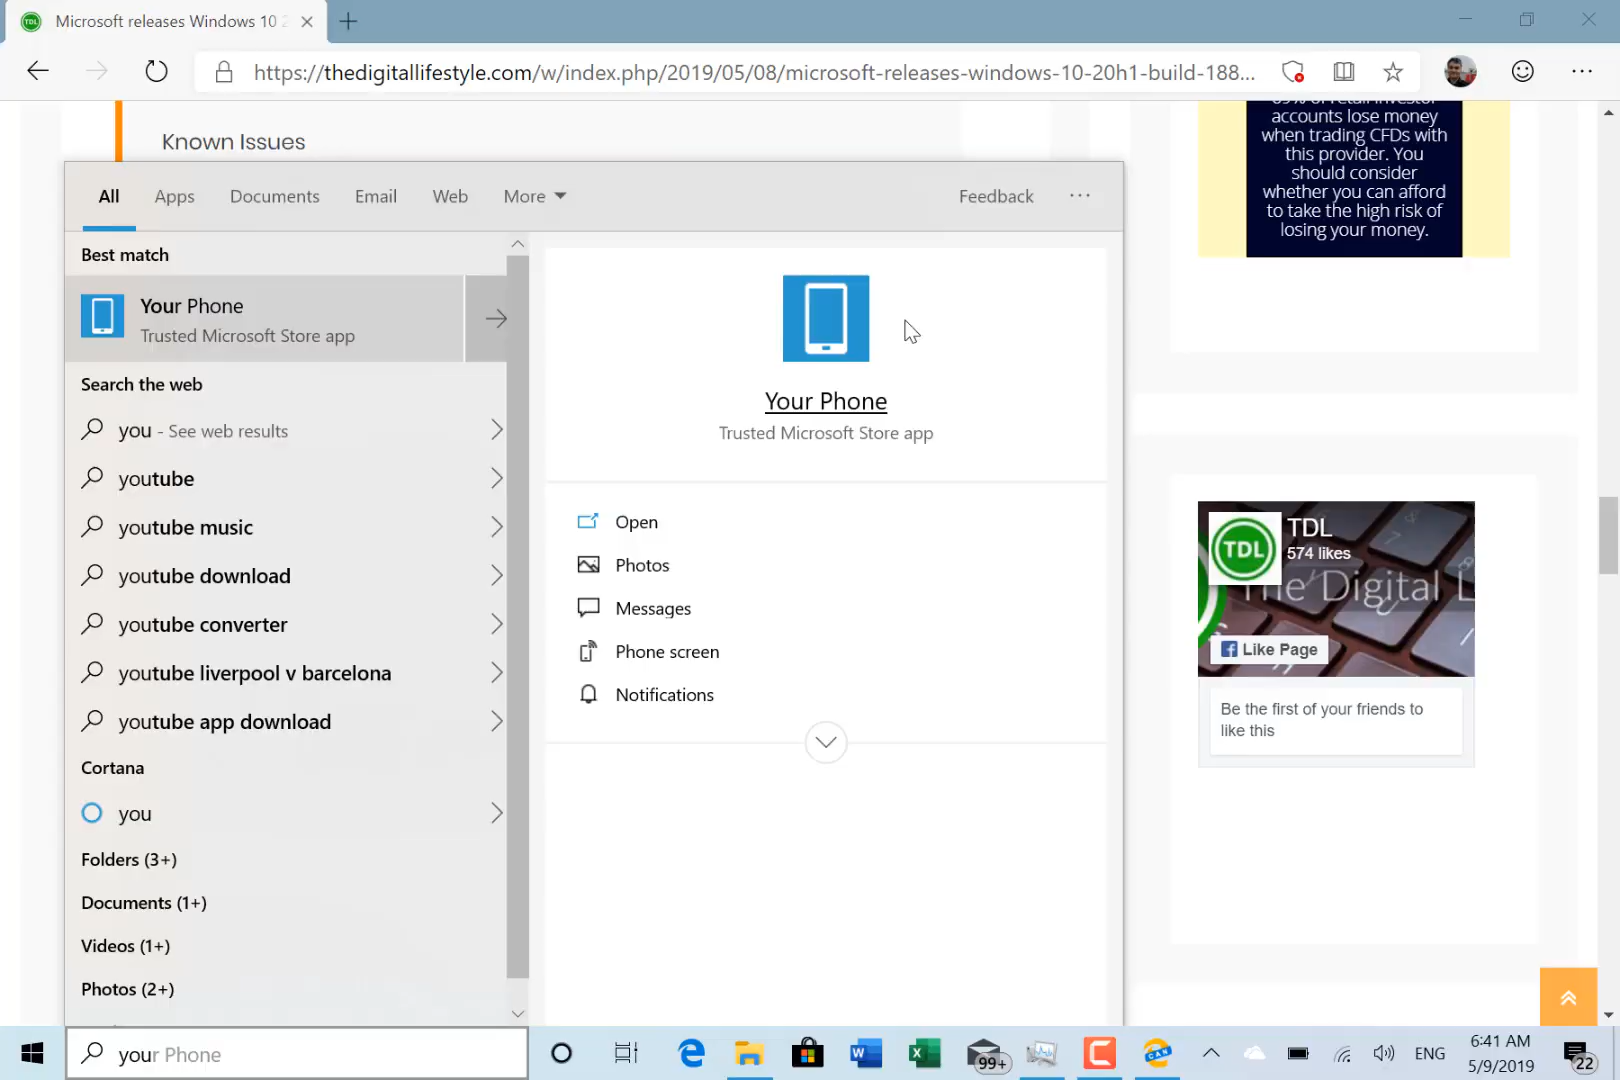 Microsoft releases Windows 10 2
https://thedigitallifestyle.com/w/index.php/2019/05/08/microsoft-releases-windows-10-20h1-build-188...
Known Issues
accounts lose money
when trading CFDs with
this provider. You
should consider
whether you can afford
to take the high risk of
losing your money.
All
Apps
Documents
Email
Web
More
Feedback
Best match
Your Phone
Trusted Microsoft Store app
Search the web
you - See web results
youtube
youtube music
youtube download
youtube converter
youtube liverpool v barcelona
youtube app download
Cortana
you
Folders (3+)
Documents (1+)
Videos (1+)
Photos (2+)
Your Phone
Trusted Microsoft Store app
Open
Photos
Messages
Phone screen
Notifications
TDL
TDL
574 likes
The Digital L
Like Page
Be the first of your friends to
like this
your Phone
99+
CAN
ENG
6:41 AM
5/9/2019
22